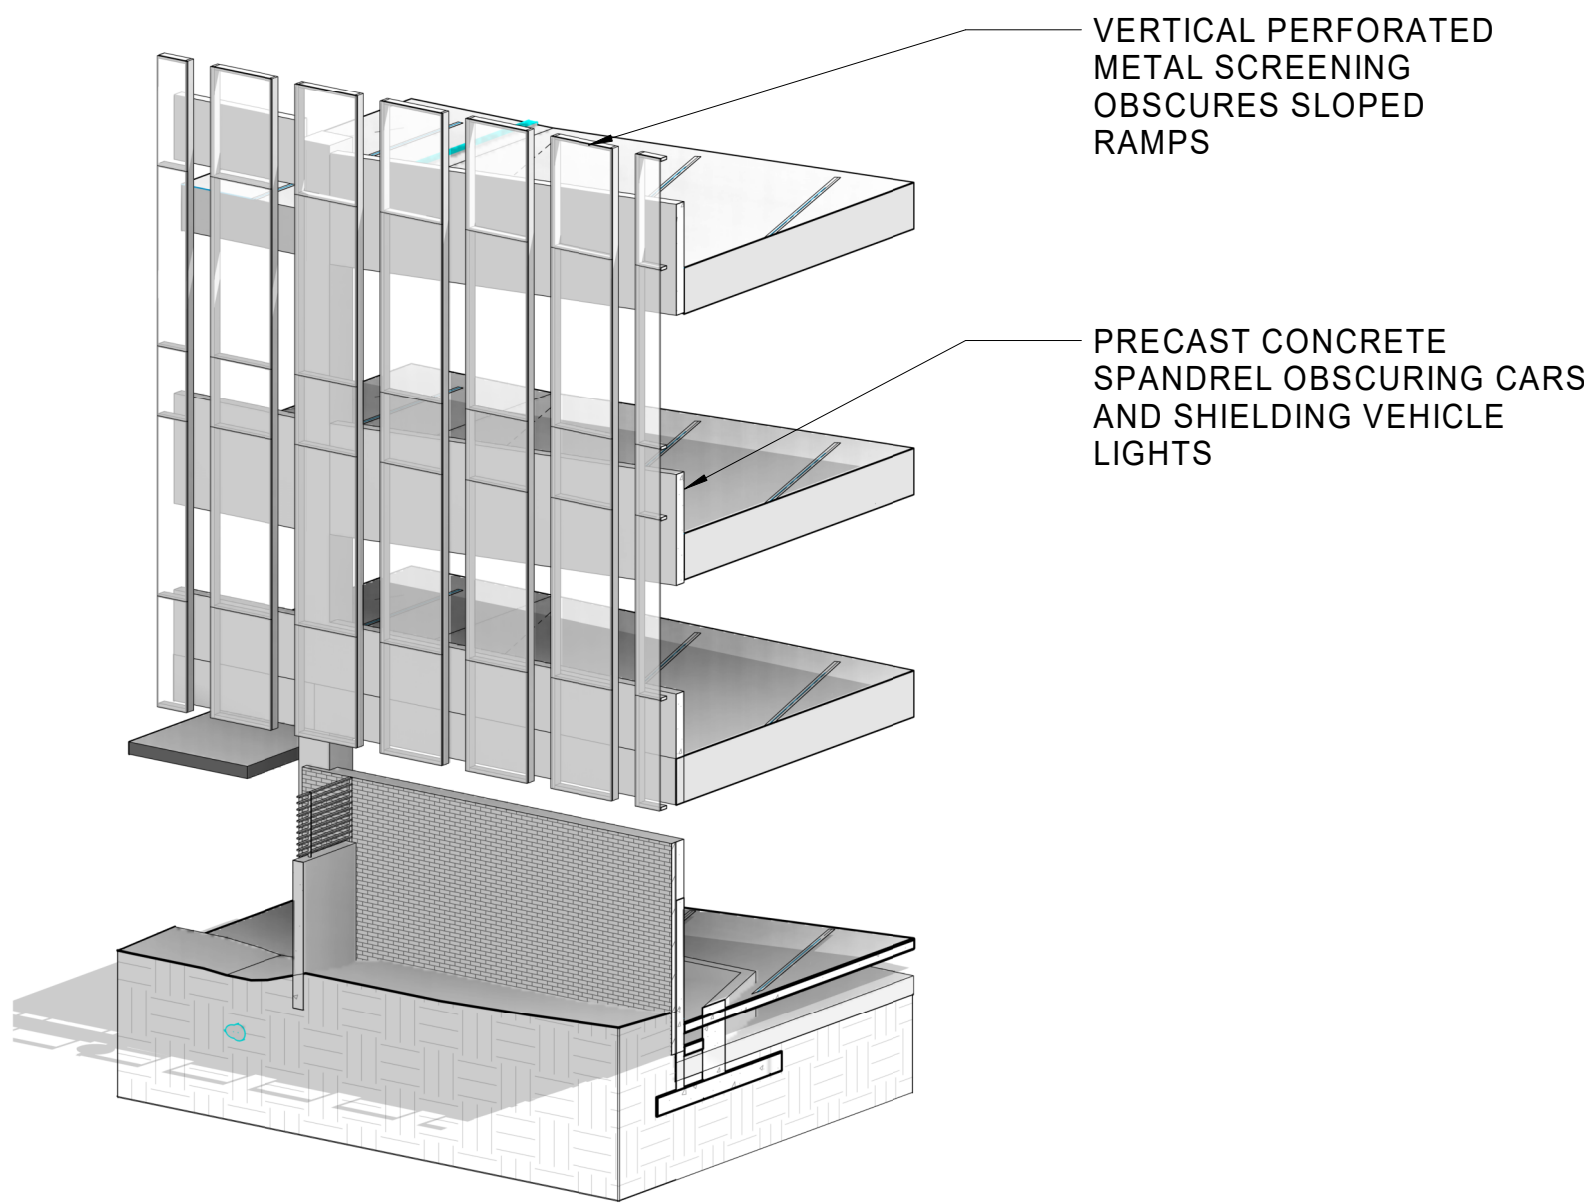 VERTICAL PERFORATED
METAL SCREENING
OBSCURES SLOPED
RAMPS
PRECAST CONCRETE
SPANDREL OBSCURING CARS
AND SHIELDING VEHICLE
LIGHTS